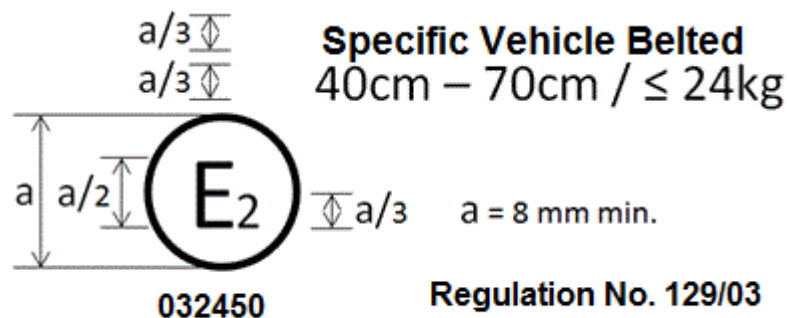 a/3
Specific Vehicle Belted
a/3
40cm – 70cm / ≤ 24kg
a
a/2
E2
a/3
a = 8 mm min.
032450
Regulation No. 129/03